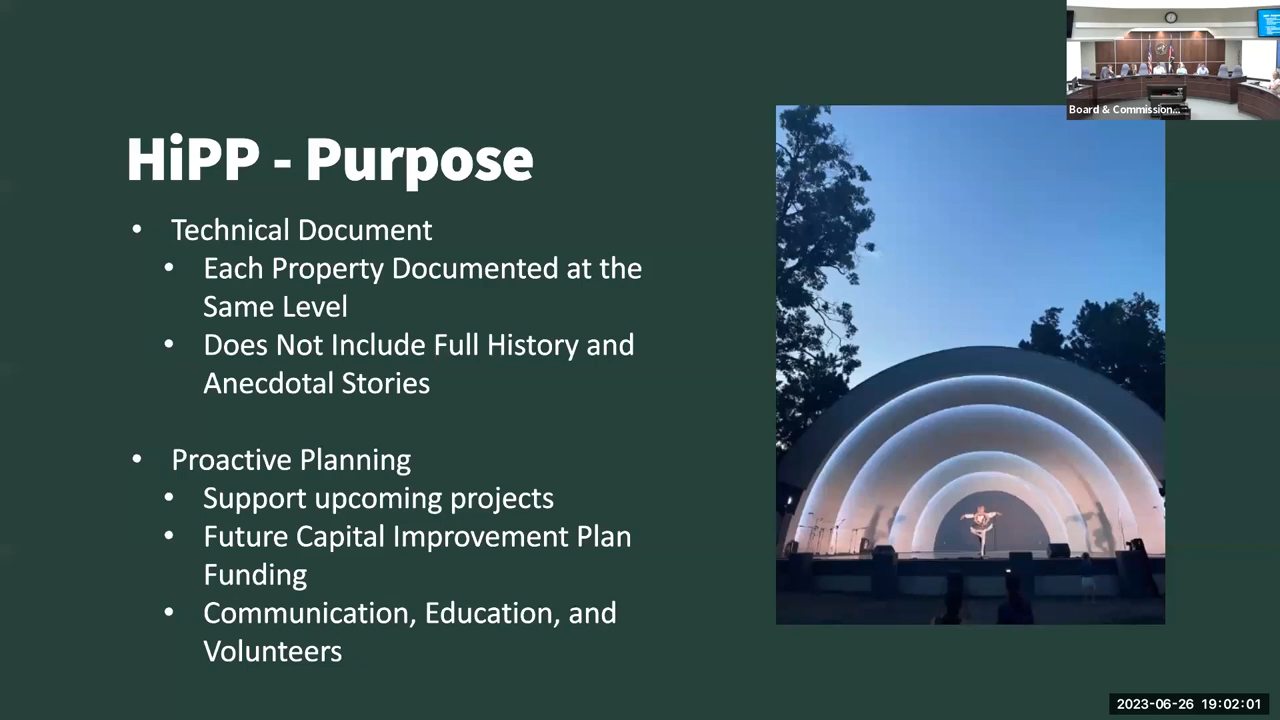 Board & Commission...
HiPP - Purpose
• Technical Document
• Each Property Documented at the
Same Level
• Does Not Include Full History and
Anecdotal Stories
• Proactive Planning
• Support upcoming projects
• Future Capital Improvement Plan
Funding
• Communication, Education, and
Volunteers
2023-06-26 19:02:01